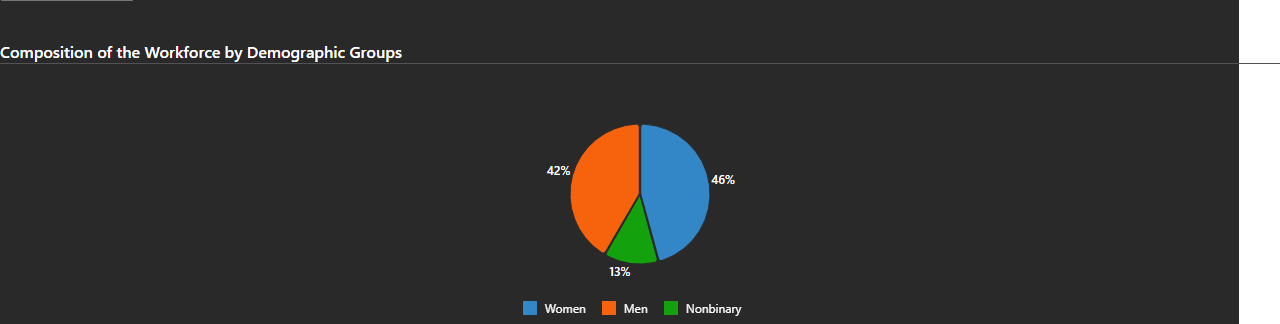 Composition of the Workforce by Demographic Groups
42%
46%
13%
Women Men Nonbinary